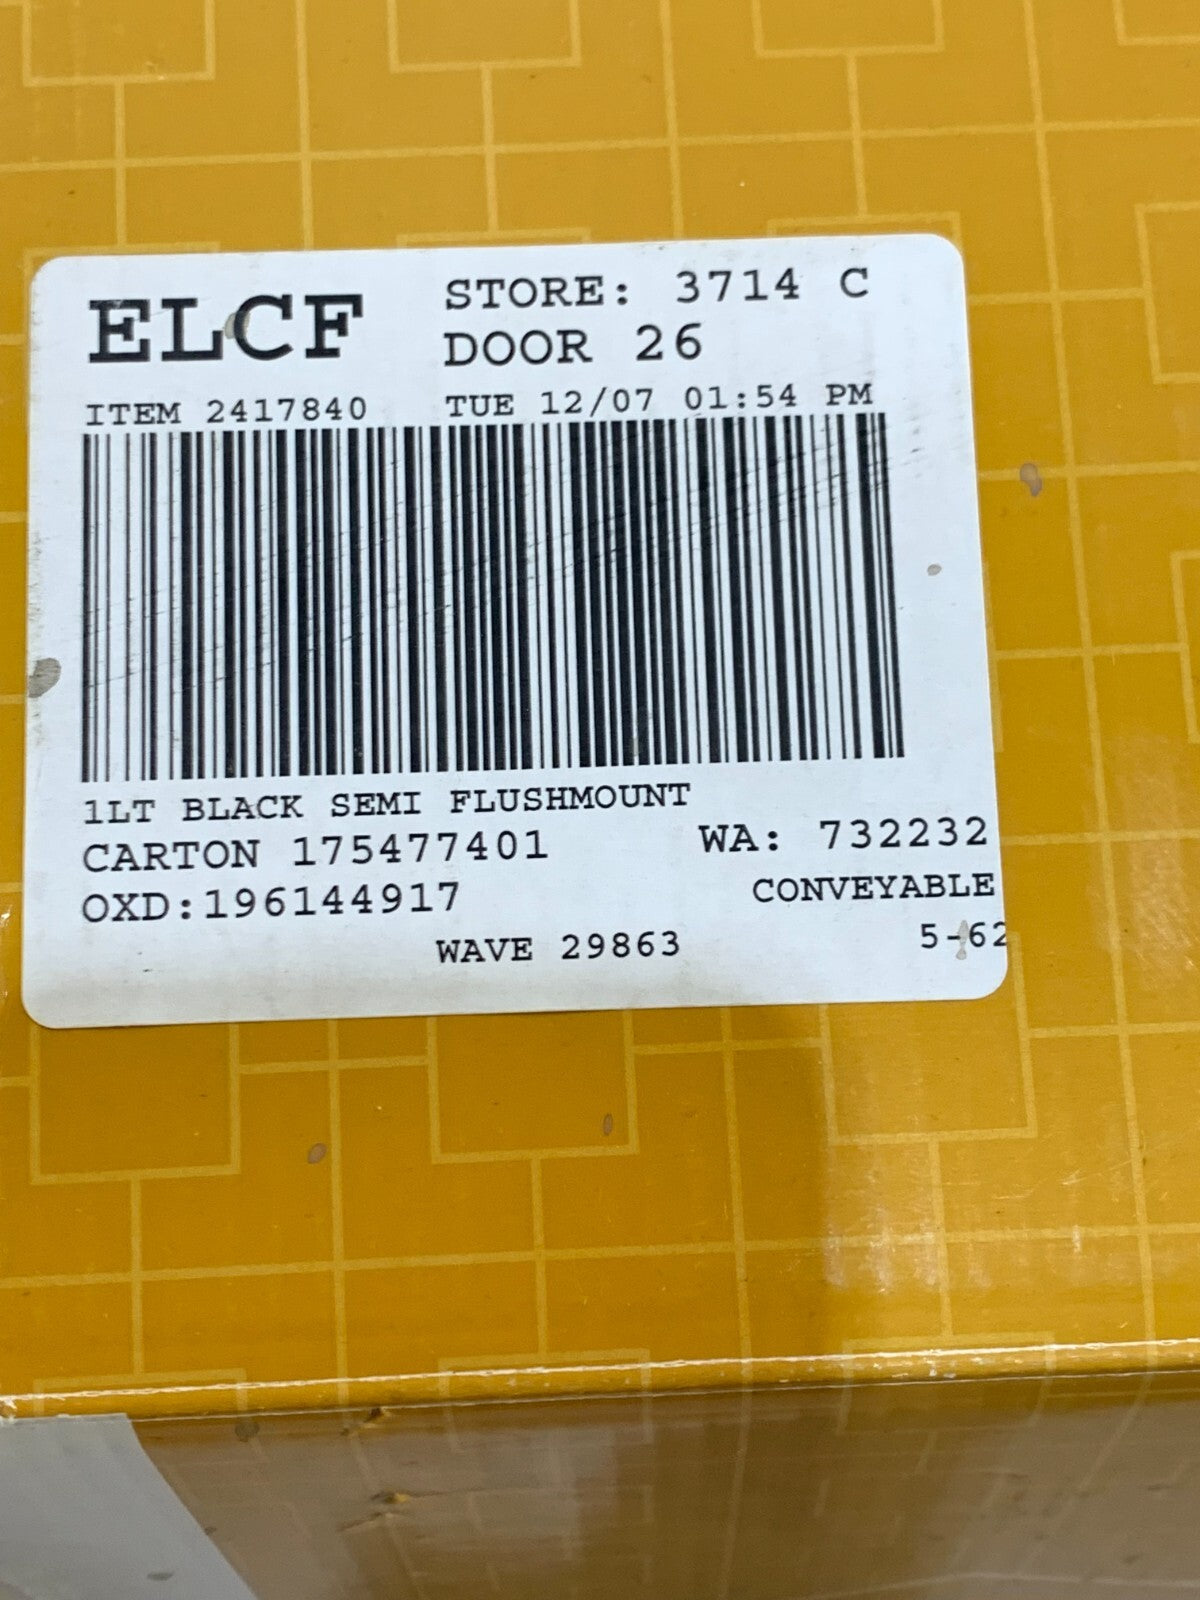 ELCF
STORE: 3714 C
DOOR 26
ITEM 2417840
TUE 12/07 01:54 PM
1LT BLACK SEMI FLUSHMOUNT
CARTON 175477401
WA: 732232
OXD:196144917
CONVEYABLE
WAVE 29863
5-62